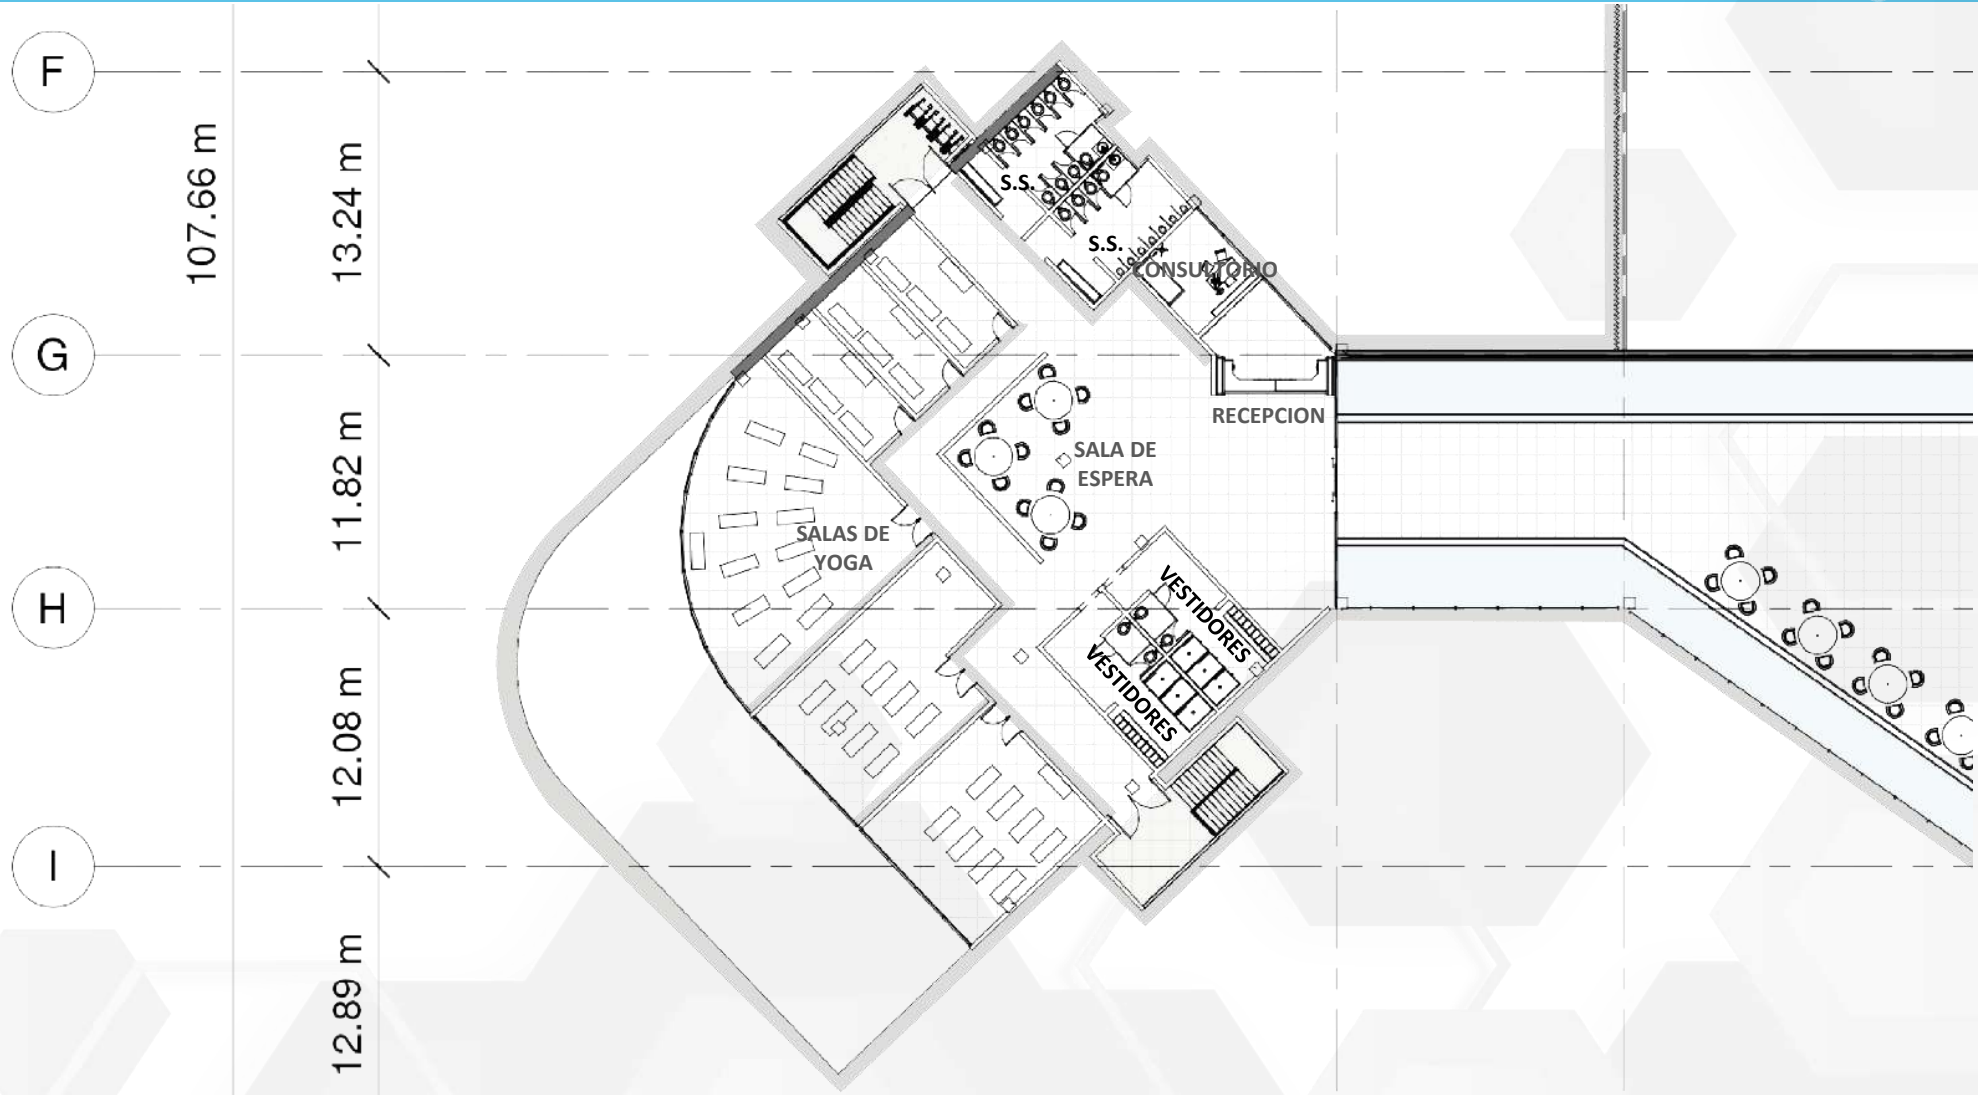 F
107.66 m
13.24 m
S.S.
S.S.
CONSULTORIO
G
RECEPCION
11.82 m
SALA DE
ESPERA
SALAS DE
YOGA
H
VESTIDORES
VESTIDORES
12.08 m
I
12.89 m